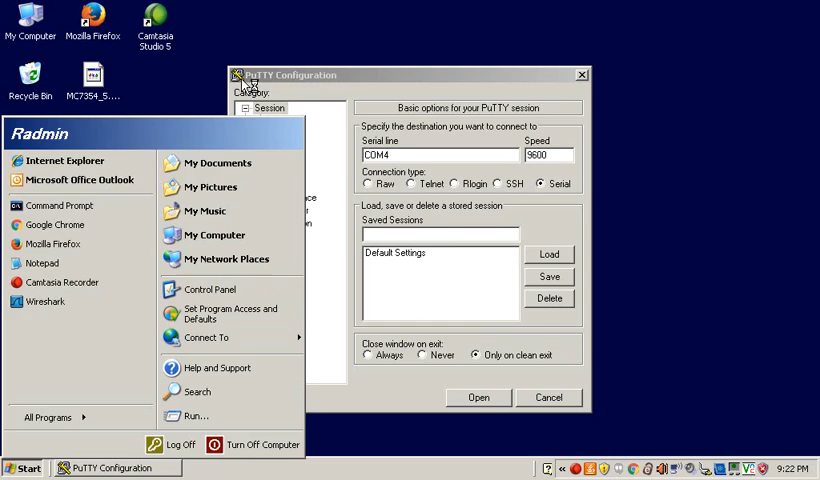 My Computer
Mozilla Firefox
Camtasia
Studio 5
Recycle Bin
MC7354_5....
PuTTY Configuration
Category:
Session
Basic options for your PuTTY session
Specify the destination you want to connect to
Serial line
Speed
COM4
9600
Connection type:
Raw
Telnet
Rlogin
SSH
Serial
Load, save or delete a stored session
Saved Sessions
Default Settings
Load
Save
Delete
Close window on exit:
Always
Never
Only on clean exit
Open
Cancel
Radmin
Internet Explorer
Microsoft Office Outlook
Command Prompt
Google Chrome
Mozilla Firefox
Notepad
Camtasia Recorder
Wireshark
All Programs
My Documents
My Pictures
My Music
My Computer
My Network Places
Control Panel
Set Program Access and
Defaults
Connect To
Help and Support
Search
Run...
Log Off
Turn Off Computer
Start
PuTTY Configuration
9:22 PM